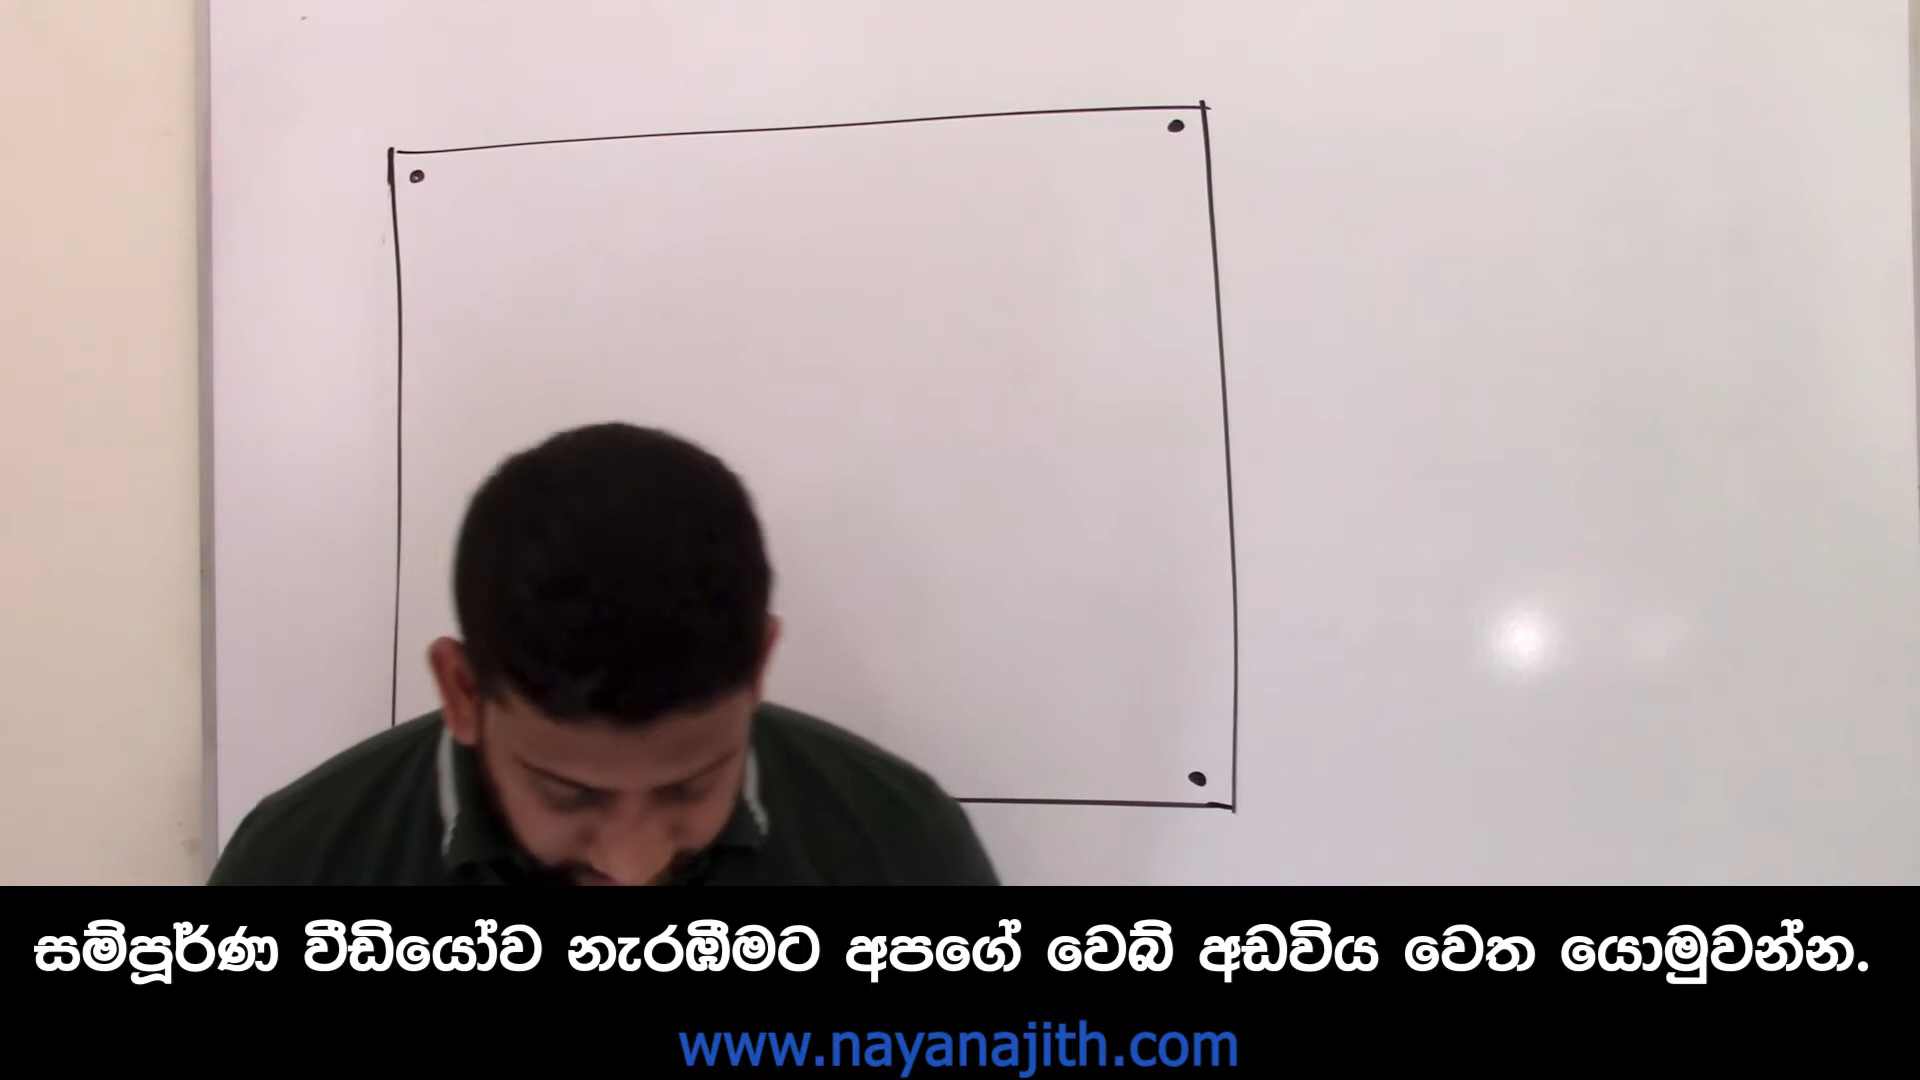 සම්පූර්ණ වීඩියෝව නැරඹීමට අපගේ වෙබ් අඩවිය වෙත යොමුවන්න.
www.nayanajith.com